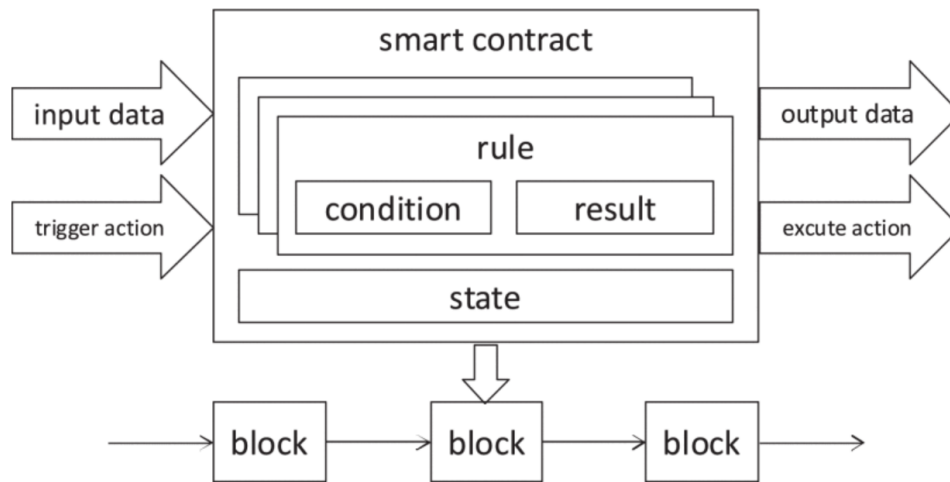 smart contract
input data
output data
rule
condition
result
trigger action
excute action
state
block
block
block